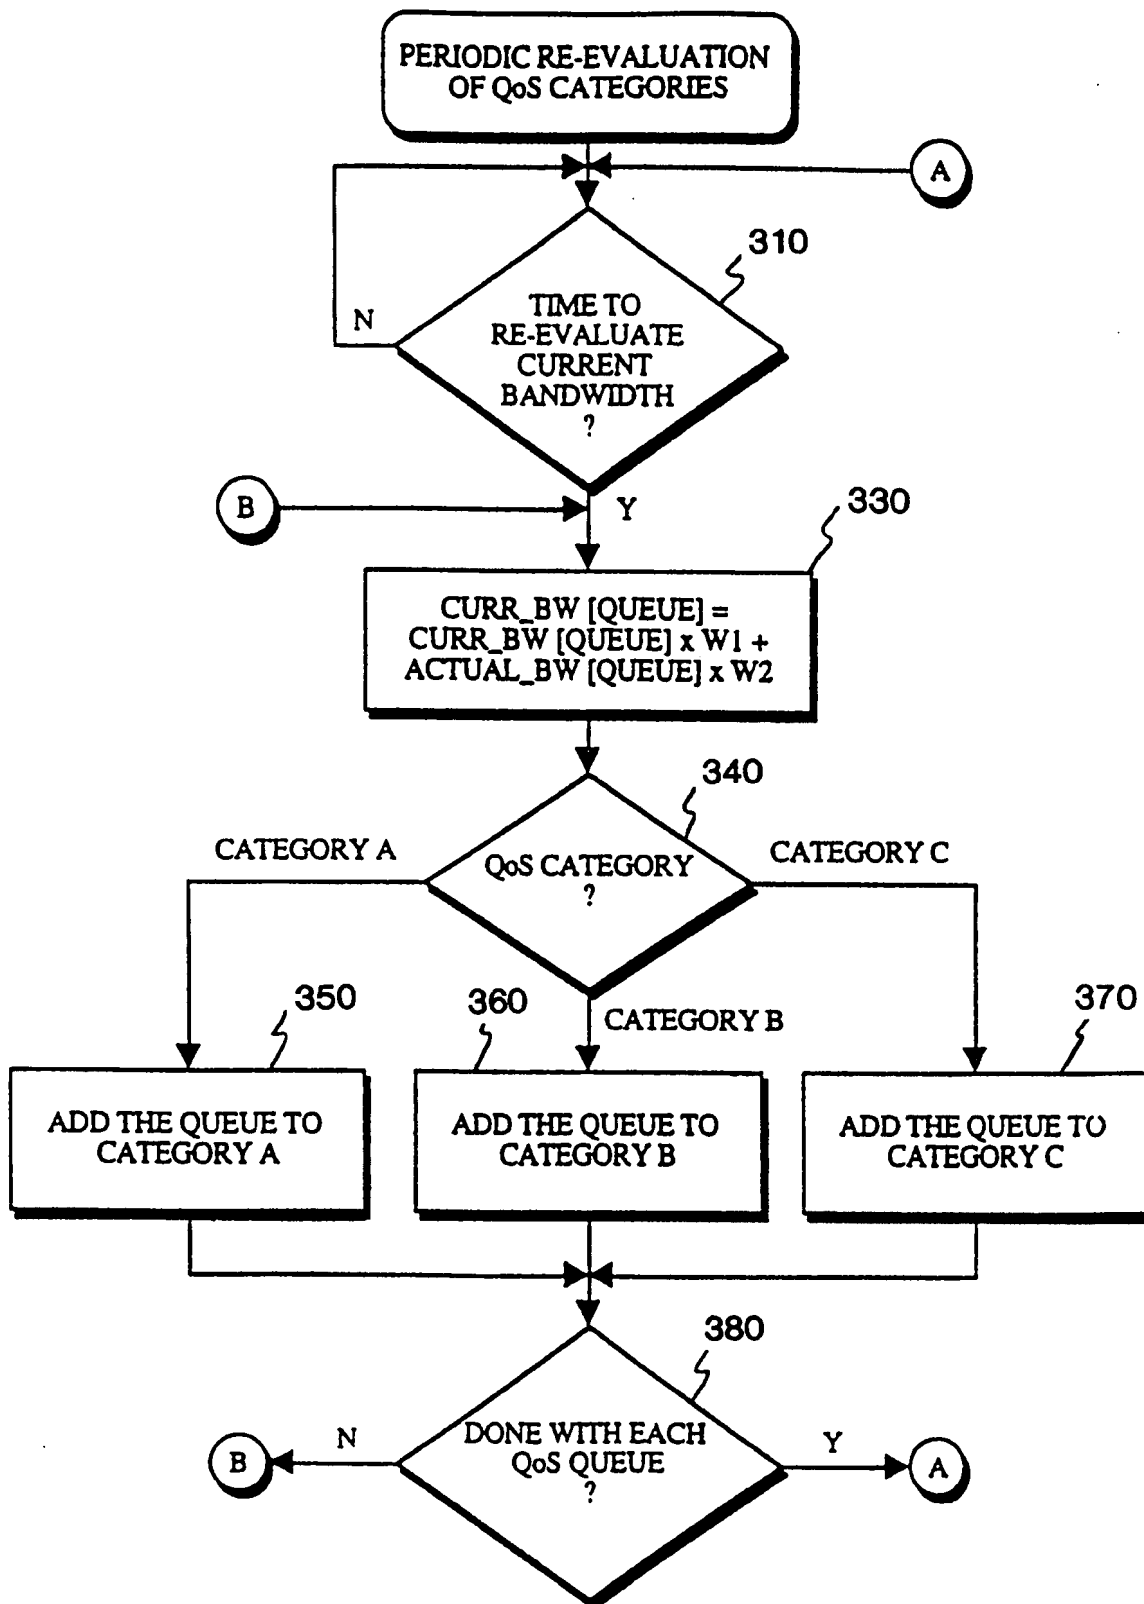 PERIODIC RE-EVALUATION
OF QoS CATEGORIES
A
310
TIME TO
RE-EVALUATE
CURRENT
BANDWIDTH
?
N
B
Y
330
CURR_BW [QUEUE] =
CURR_BW [QUEUE] x W1 +
ACTUAL_BW [QUEUE] x W2
340
CATEGORY A
QoS CATEGORY
?
CATEGORY C
350
360
CATEGORY B
370
ADD THE QUEUE TO
CATEGORY A
ADD THE QUEUE TO
CATEGORY B
ADD THE QUEUE TO
CATEGORY C
380
DONE WITH EACH
QoS QUEUE
?
N
B
Y
A